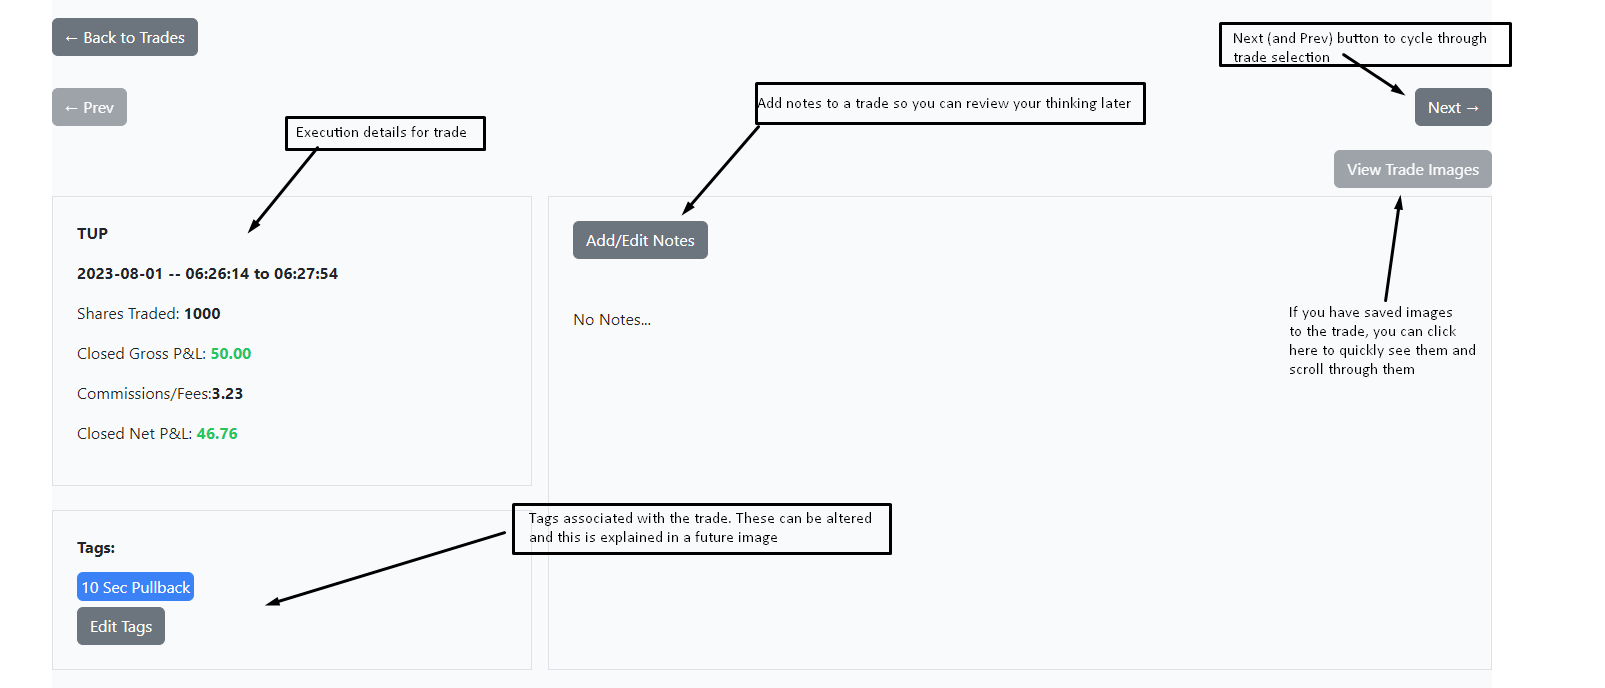 ← Back to Trades
Next (and Prev) button to cycle through
trade selection
← Prev
Add notes to a trade so you can review your thinking later
Next →
Execution details for trade
View Trade Images
TUP
2023-08-01 -- 06:26:14 to 06:27:54
Shares Traded: 1000
Closed Gross P&L: 50.00
Commissions/Fees:3.23
Closed Net P&L: 46.76
Add/Edit Notes
No Notes...
If you have saved images
to the trade, you can click
here to quickly see them and
scroll through them
Tags associated with the trade. These can be altered
and this is explained in a future image
Tags:
10 Sec Pullback
Edit Tags